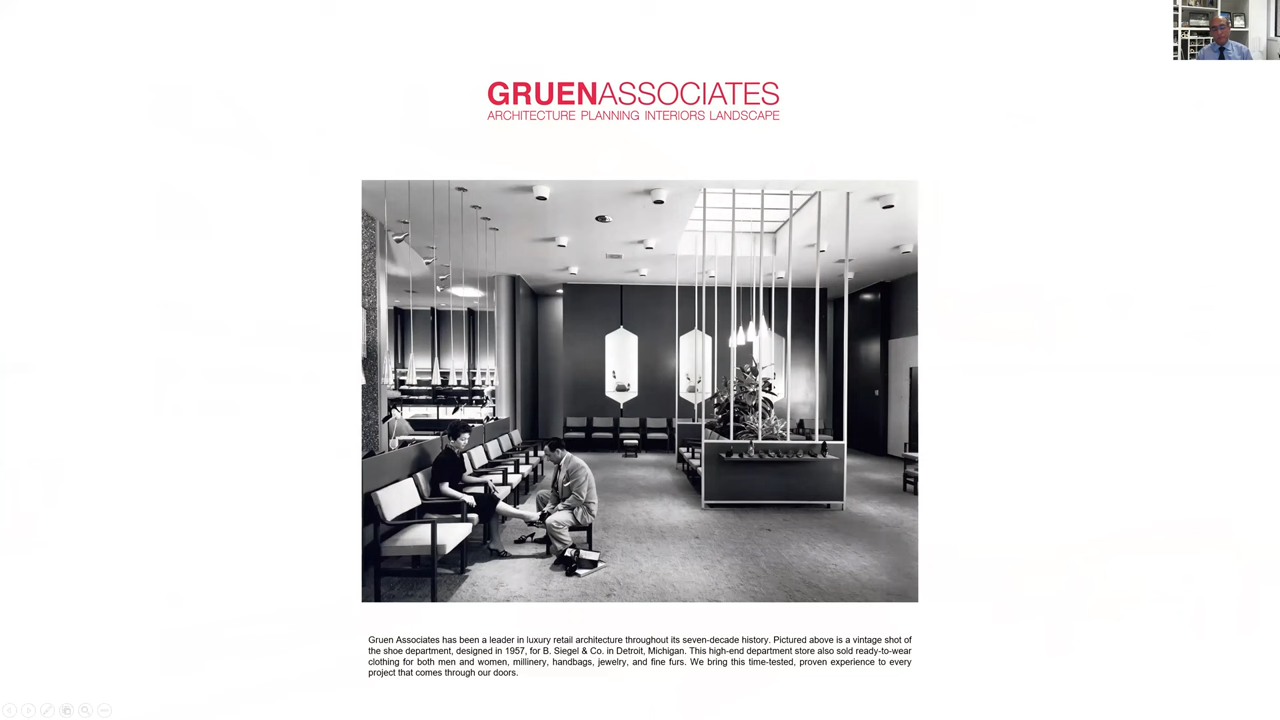 GRUENASSOCIATES
ARCHITECTURE PLANNING INTERIORS LANDSCAPE
Gruen Associates has been a leader in luxury retail architecture throughout its seven-decade history. Pictured above is a vintage shot of
the shoe department, designed in 1957, for B. Siegel & Co. in Detroit, Michigan. This high-end department store also sold ready-to-wear
clothing for both men and women, millinery, handbags, jewelry, and fine furs. We bring this time-tested, proven experience to every
project that comes through our doors.